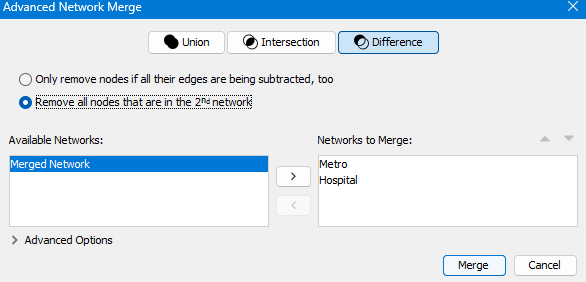 Advanced Network Merge
Union Intersection Difference
Only remove nodes if all their edges are being subtracted, too
Remove all nodes that are in the 2nd network
Available Networks: Networks to Merge:
Merged Network Metro
Hospital
Advanced Options
Merge Cancel